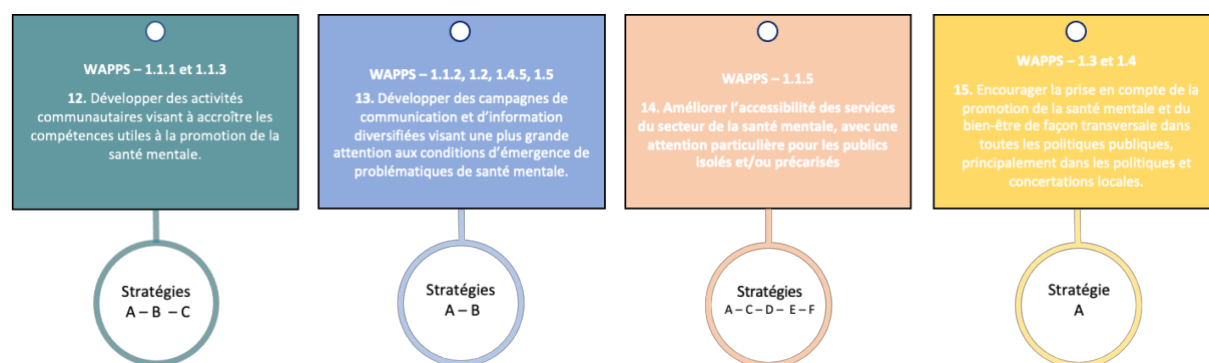 WAPPS – 1.1.1 et 1.1.3
12. Développer des activités
communautaires visant à accroître les
compétences utiles à la promotion de la
santé mentale.
Stratégies
A – B – C
WAPPS – 1.1.2, 1.2, 1.4.5, 1.5
13. Développer des campagnes de
communication et d’information
diversifiées visant une plus grande
attention aux conditions d’émergence de
problématiques de santé mentale.
Stratégies
A – B
WAPPS – 1.1.5
14. Améliorer l’accessibilité des services
du secteur de la santé mentale, avec une
attention particulière pour les publics
isolés et/ou précarisés
Stratégies
A – C – D – E – F
WAPPS – 1.3 et 1.4
15. Encourager la prise en compte de la
promotion de la santé mentale et du
bien-être de façon transversale dans
toutes les politiques publiques,
principalement dans les politiques et
concertations locales.
Stratégie
A